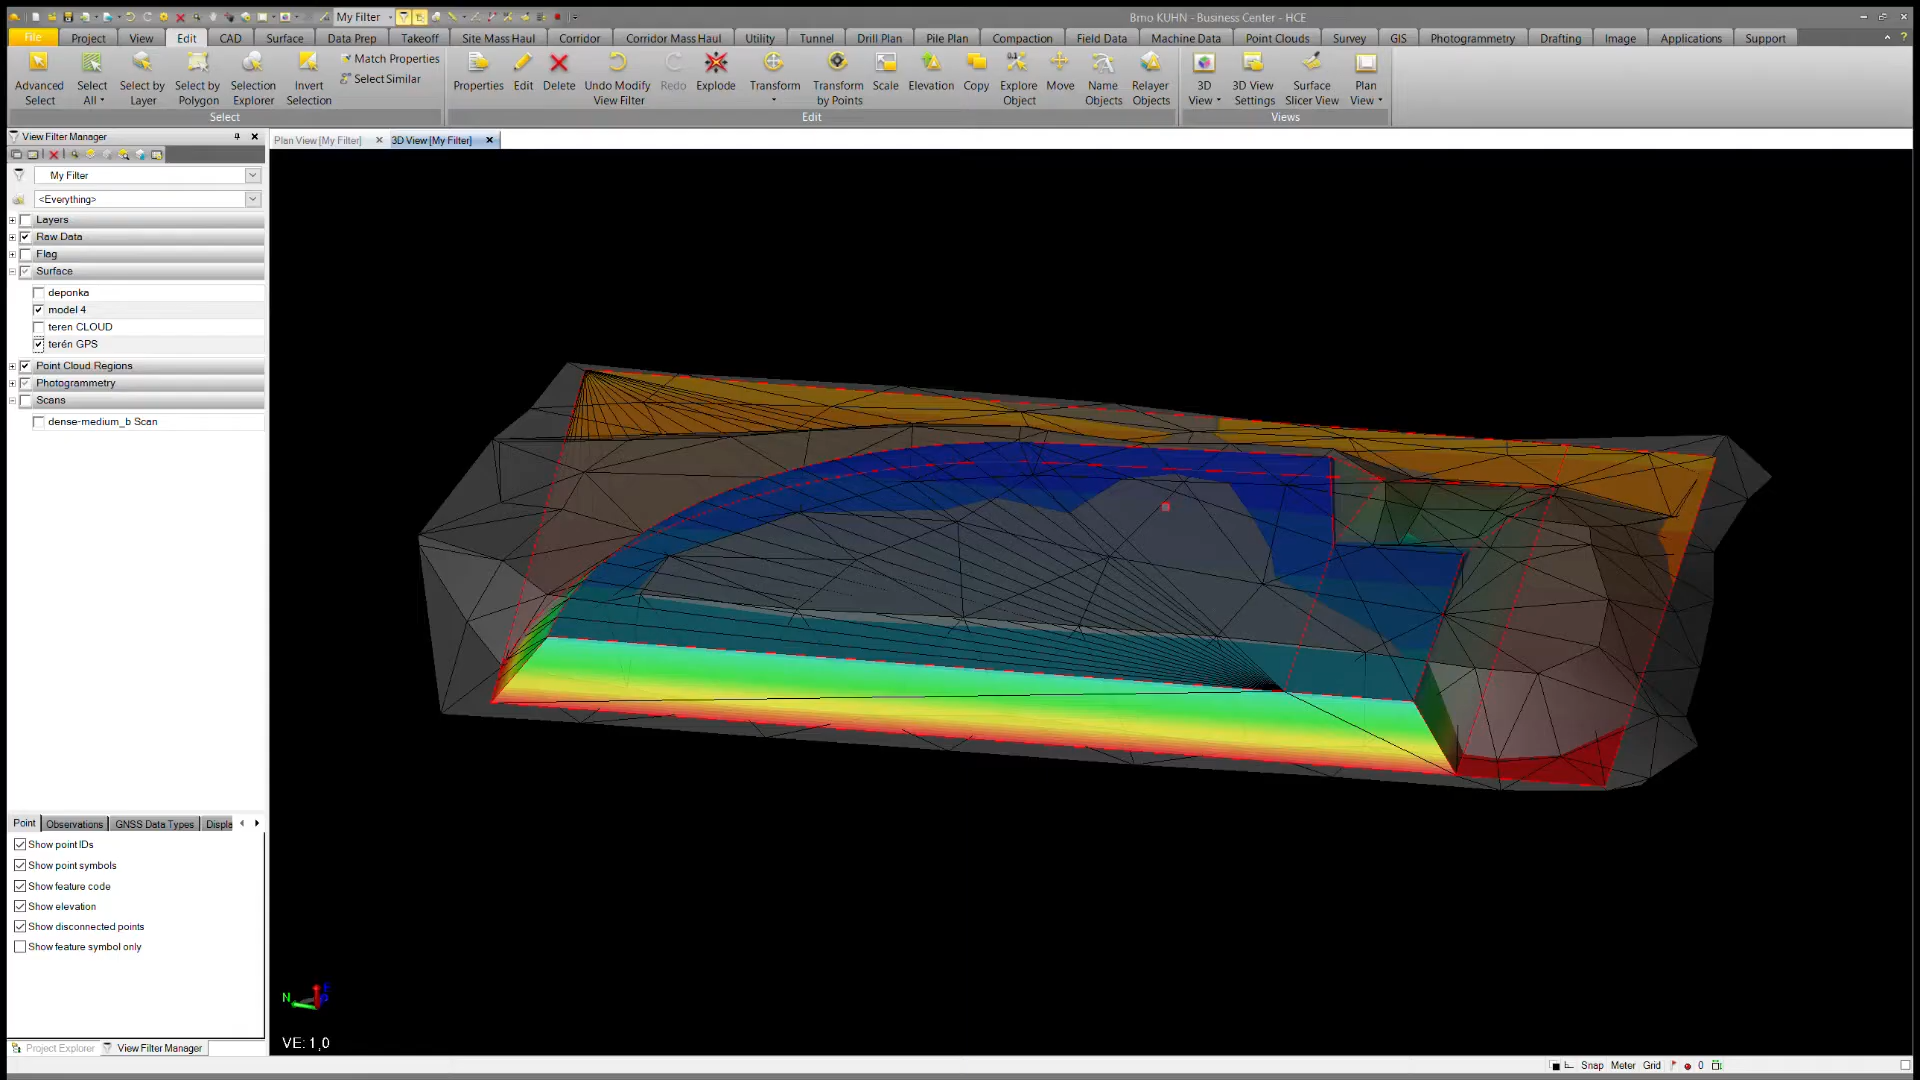 My Filter
Brno KUHN - Business Center - HCE
File Project View Edit CAD Surface Data Prep Takeoff Site Mass Haul Corridor Corridor Mass Haul Utility Tunnel Drill Plan Pile Plan Compaction Field Data Machine Data Point Clouds Survey GIS Photogrammetry Drafting Image Applications Support
Advanced Select
Select All
Select by Layer
Select by Polygon
Selection Explorer
Invert Selection
Match Properties
Select Similar
Properties
Edit
Delete
Undo Modify View Filter
Redo
Explode
Transform
Transform by Points
Scale
Elevation
Copy
Explore Object
Move
Name Objects
Relayer Objects
3D View
3D View Settings
Surface Slicer View
Plan View
Select
Edit
Views
View Filter Manager
Plan View [My Filter]
3D View [My Filter]
My Filter
<Everything>
Layers
Raw Data
Flag
Surface
deponka
model 4
teren CLOUD
terén GPS
Point Cloud Regions
Photogrammetry
Scans
dense-medium_b Scan
Point Observations GNSS Data Types Displa
Show point IDs
Show point symbols
Show feature code
Show elevation
Show disconnected points
Show feature symbol only
N
VE: 1,0
Project Explorer View Filter Manager
Snap Meter Grid 0